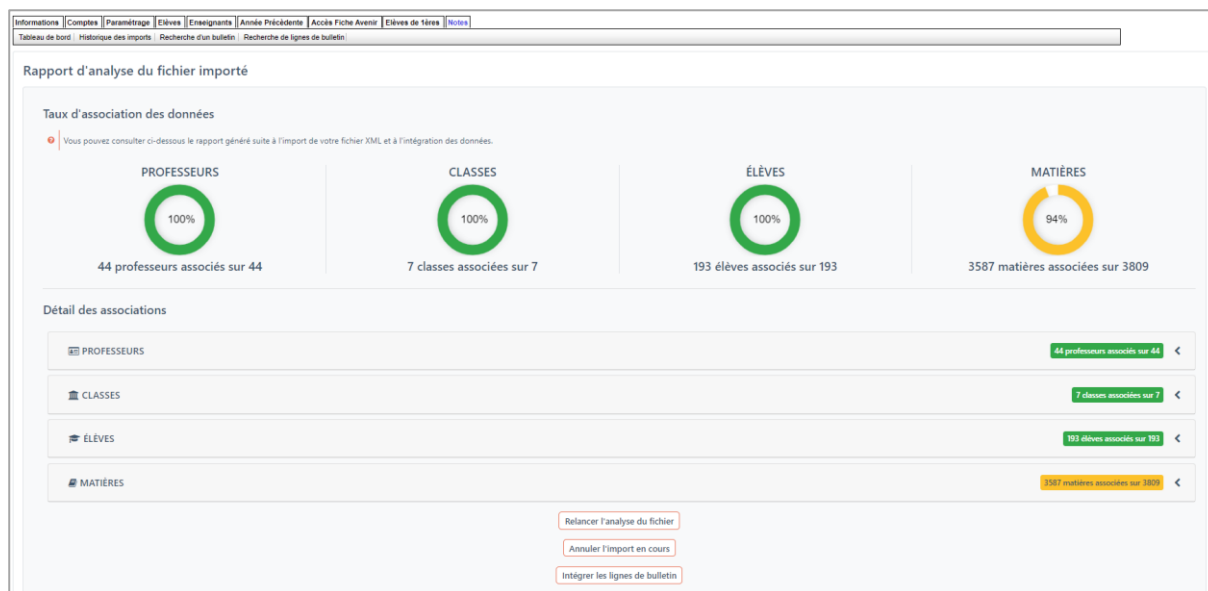 Informations Comptes Paramétrage Elèves Enseignants Année Précédente Accès Fiche Avenir Elèves de 1ères Notes
Tableau de bord Historique des imports Recherche d'un bulletin Recherche de lignes de bulletin
Rapport d'analyse du fichier importé
Taux d'association des données
Vous pouvez consulter ci-dessous le rapport généré suite à l'import de votre fichier XML et à l'intégration des données.
PROFESSEURS CLASSES ÉLÈVES MATIÈRES
100% 100% 100% 94%
44 professeurs associés sur 44 7 classes associées sur 7 193 élèves associés sur 193 3587 matières associées sur 3809
Détail des associations
PROFESSEURS 44 professeurs associés sur 44
CLASSES 7 classes associées sur 7
ÉLÈVES 193 élèves associés sur 193
MATIÈRES 3587 matières associées sur 3809
Relancer l'analyse du fichier
Annuler l'import en cours
Intégrer les lignes de bulletin